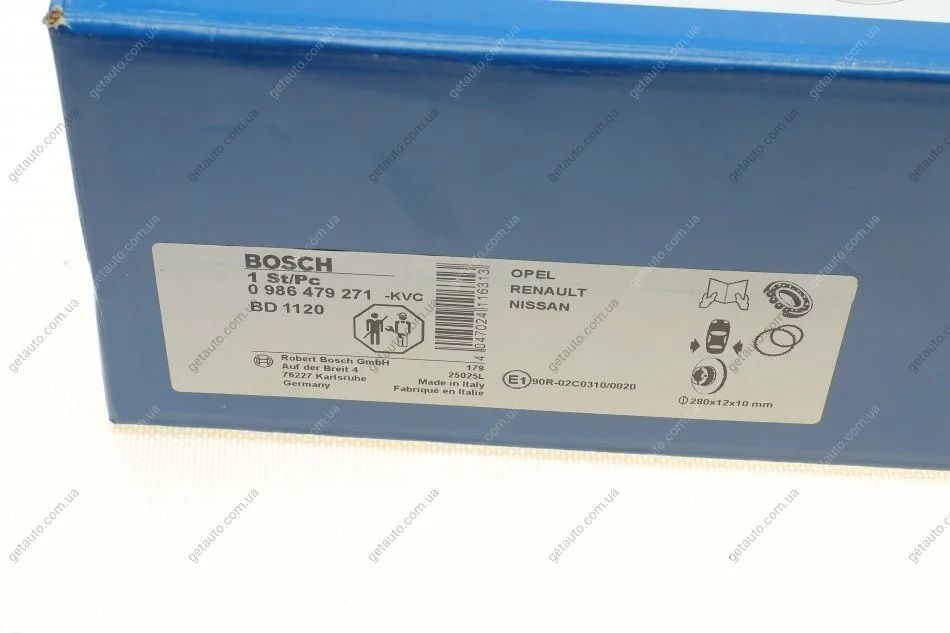 BOSCH
1 St/Pc
0 986 479 271 -KVC
BD 1120
4 047024 116313
Robert Bosch GmbH
Auf der Breit 4
76227 Karlsruhe
Germany
179
25025L
Made in Italy
Fabriqué en Italie
OPEL
RENAULT
NISSAN
E1 90R-02C0310/0020
∅ 280x12x10 mm
getauto.com.ua